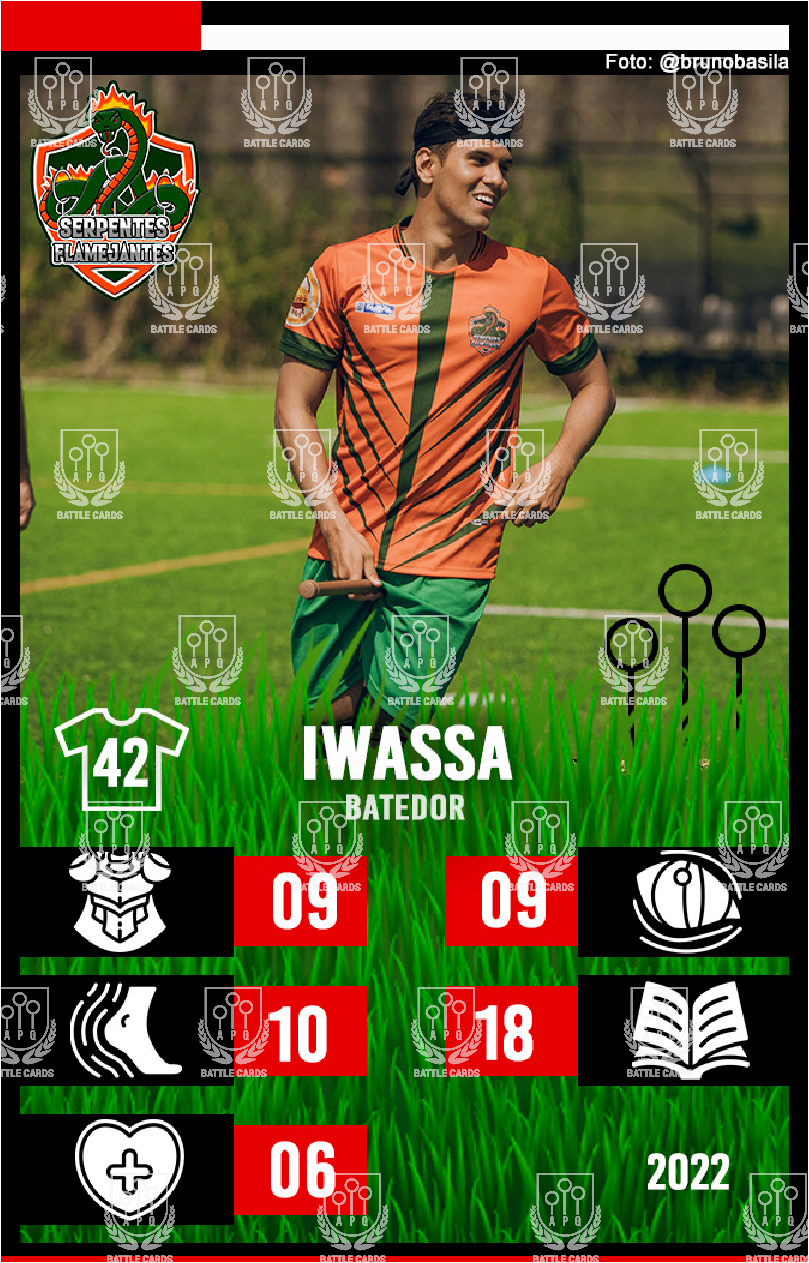 Foto: @brunobasila
SERPENTES
FLAMEJANTES
42
IWASSA
BATEDOR
09
09
10
18
06
2022
APQ
BATTLE CARDS